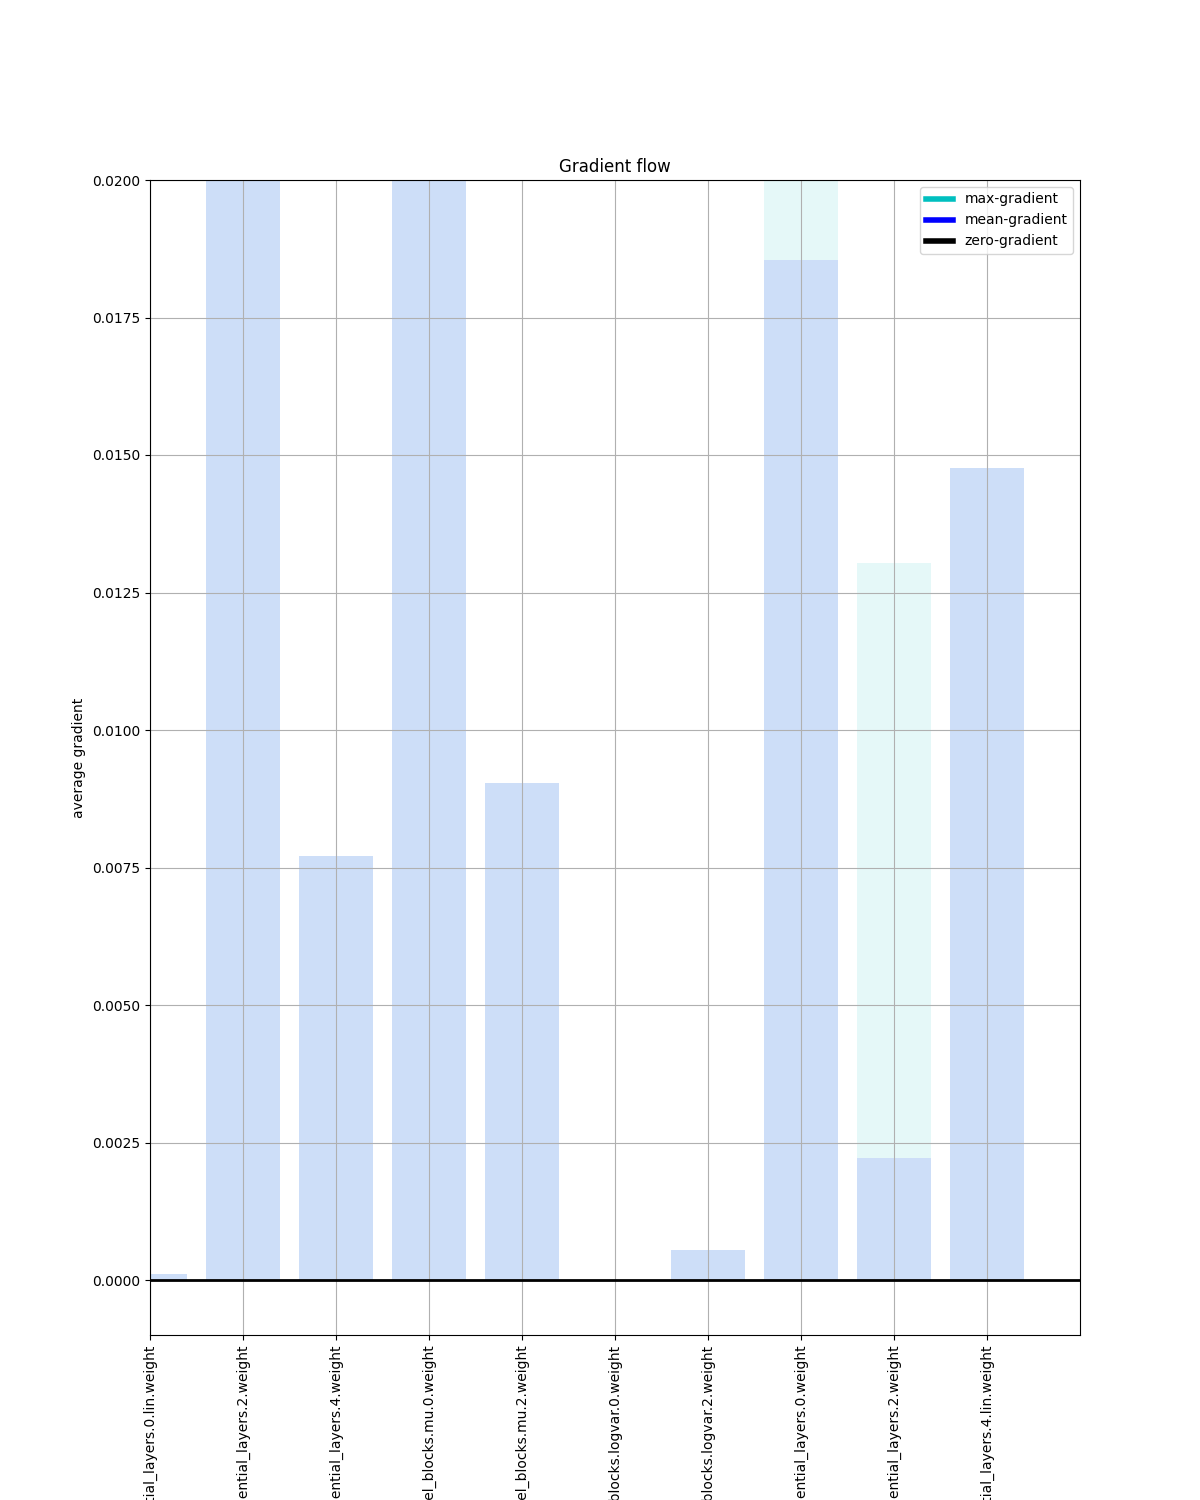 Gradient flow
max-gradient
mean-gradient
zero-gradient
0.0200
0.0175
0.0150
0.0125
0.0100
0.0075
0.0050
0.0025
0.0000
average gradient
tial_layers.0.lin.weight
ential_layers.2.weight
ential_layers.4.weight
el_blocks.mu.0.weight
el_blocks.mu.2.weight
blocks.logvar.0.weight
blocks.logvar.2.weight
ential_layers.0.weight
ential_layers.2.weight
tial_layers.4.lin.weight